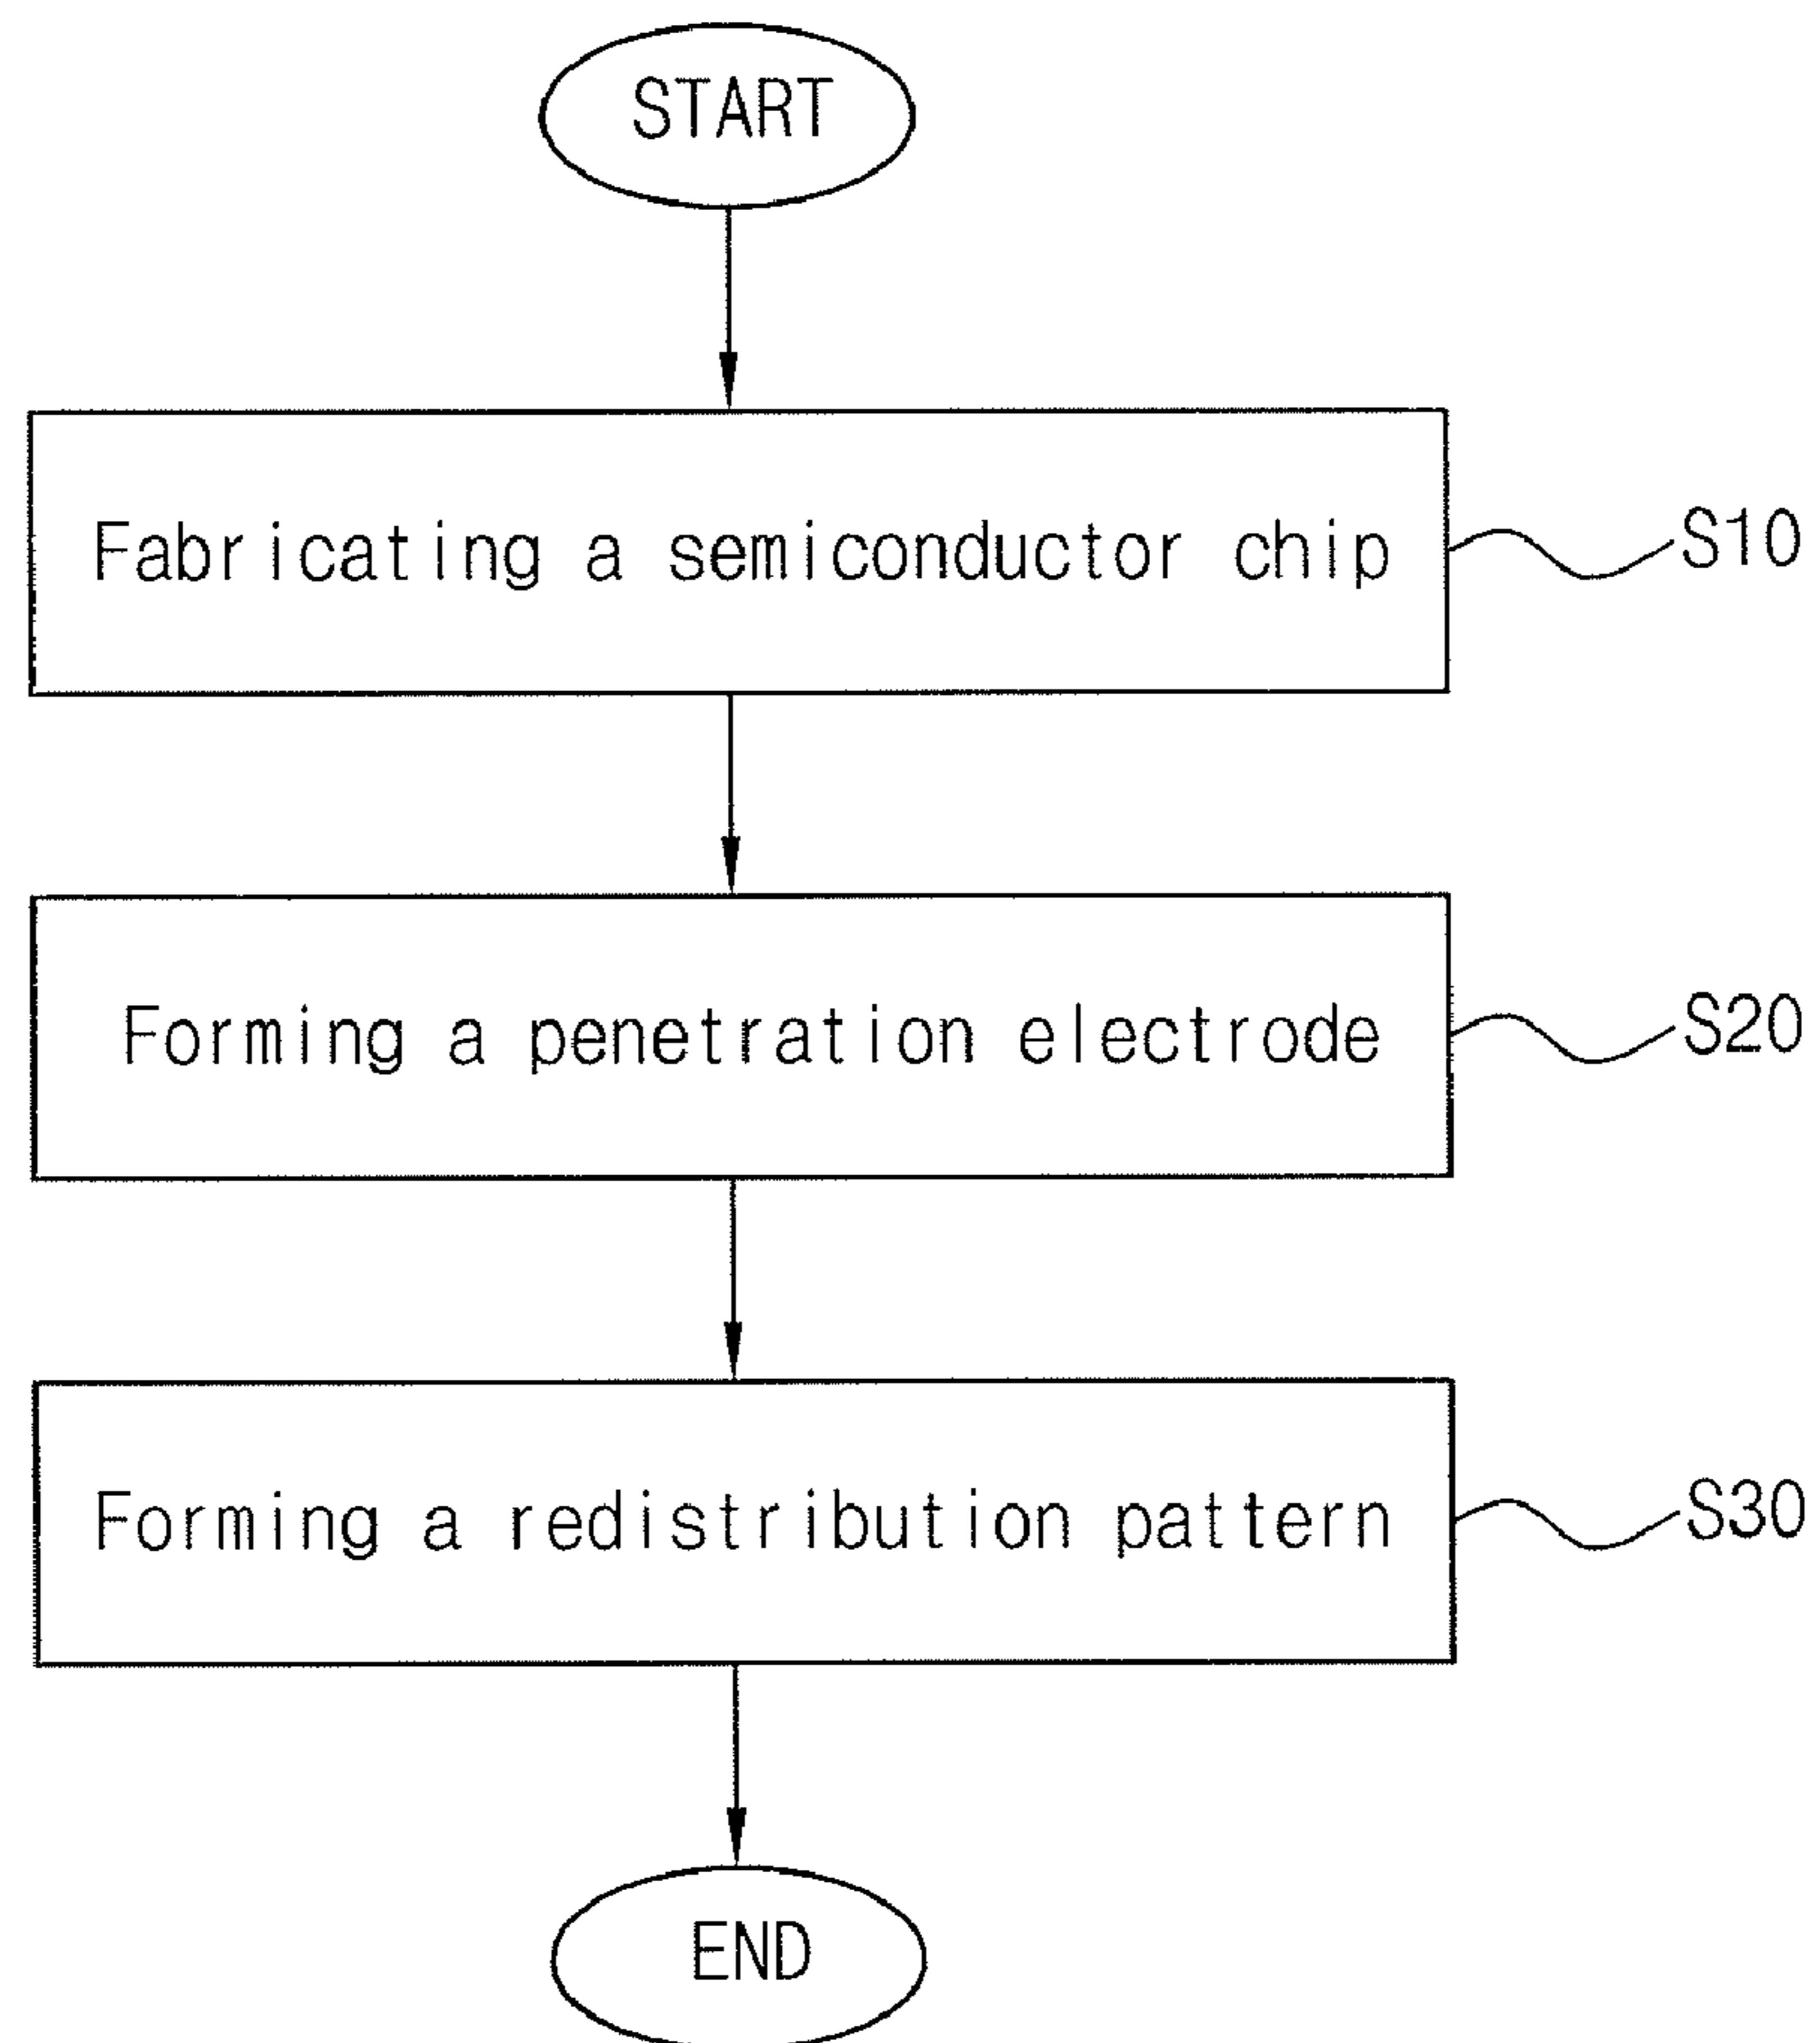 START
Fabricating a semiconductor chip
S10
Forming a penetration electrode
S20
Forming a redistribution pattern
S30
END